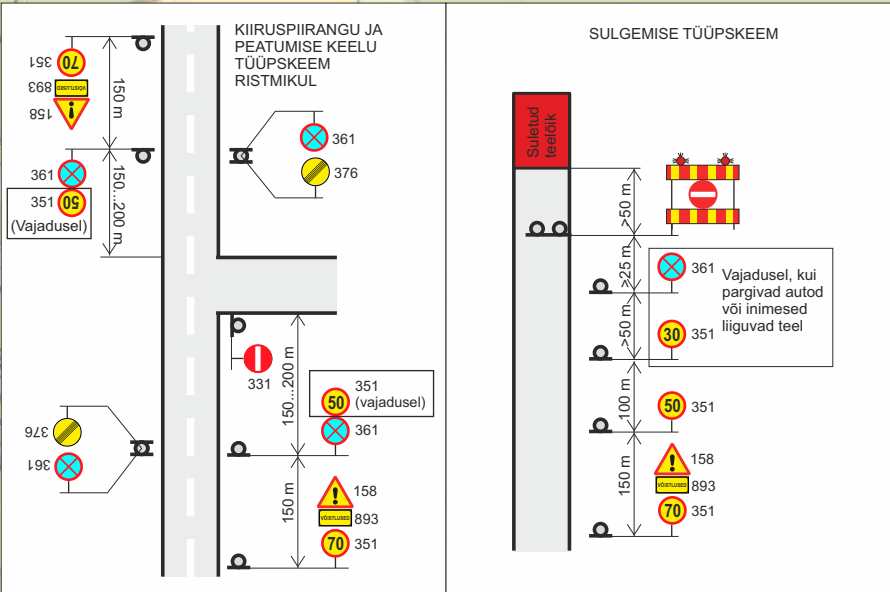 KIIRUSPIIRANGU JA
PEATUMISE KEELU
TÜÜPSKEEM
RISTMIKUL
351
70
893
VÕISTLUSED
158
150 m
361
351
50
(Vajadusel)
150...200 m
361
376
331
150...200 m
351
50
(vajadusel)
361
376
361
150 m
158
VÕISTLUSED
893
70
351
SULGEMISE TÜÜPSKEEM
Suletud
teelõik
>50 m
>25 m
361
Vajadusel, kui
pargivad autod
või inimesed
liiguvad teel
>50 m
30
351
100 m
50
351
150 m
158
VÕISTLUSED
893
70
351